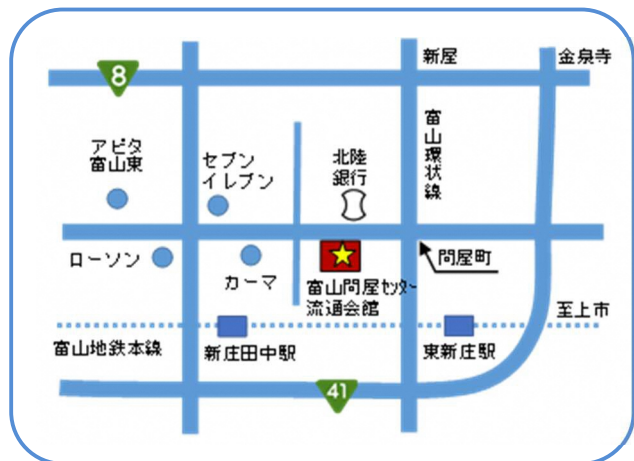 新屋
金泉寺
8
アピタ
富山東
セブン
イレブン
北陸
銀行
富山環状線
ローソン
カーマ
富山問屋センター
流通会館
問屋町
至上市
富山地鉄本線
新庄田中駅
東新庄駅
41